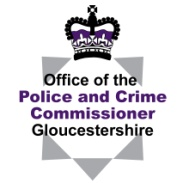 Office of the
Police and Crime
Commissioner
Gloucestershire